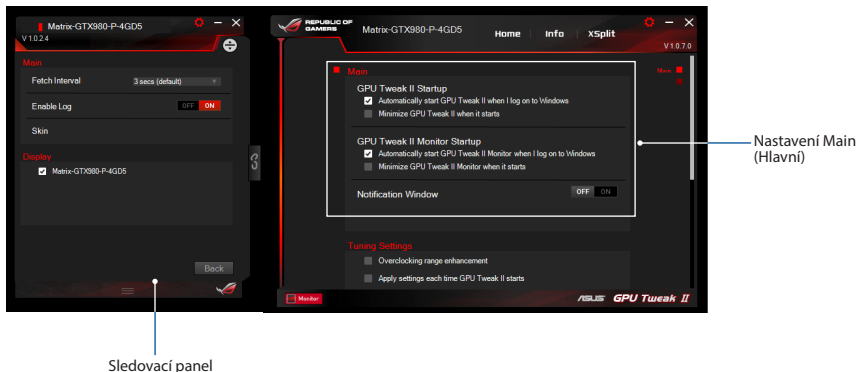 Matrix-GTX980-P-4GD5
V 1.0.2.4
Main
Fetch Interval
3 secs (default)
Enable Log
OFF ON
Skin
Display
Matrix-GTX980-P-4GD5
Back
REPUBLIC OF
GAMERS
Matrix-GTX980-P-4GD5
Home
Info
XSplit
V 1.0.7.0
Main
Main
GPU Tweak II Startup
Automatically start GPU Tweak II when I log on to Windows
Minimize GPU Tweak II when it starts
GPU Tweak II Monitor Startup
Automatically start GPU Tweak II Monitor when I log on to Windows
Minimize GPU Tweak II Monitor when it starts
Notification Window
OFF ON
Tuning Settings
Overclocking range enhancement
Apply settings each time GPU Tweak II starts
Monitor
ASUS GPU Tweak II
Nastavení Main
(Hlavní)
Sledovací panel